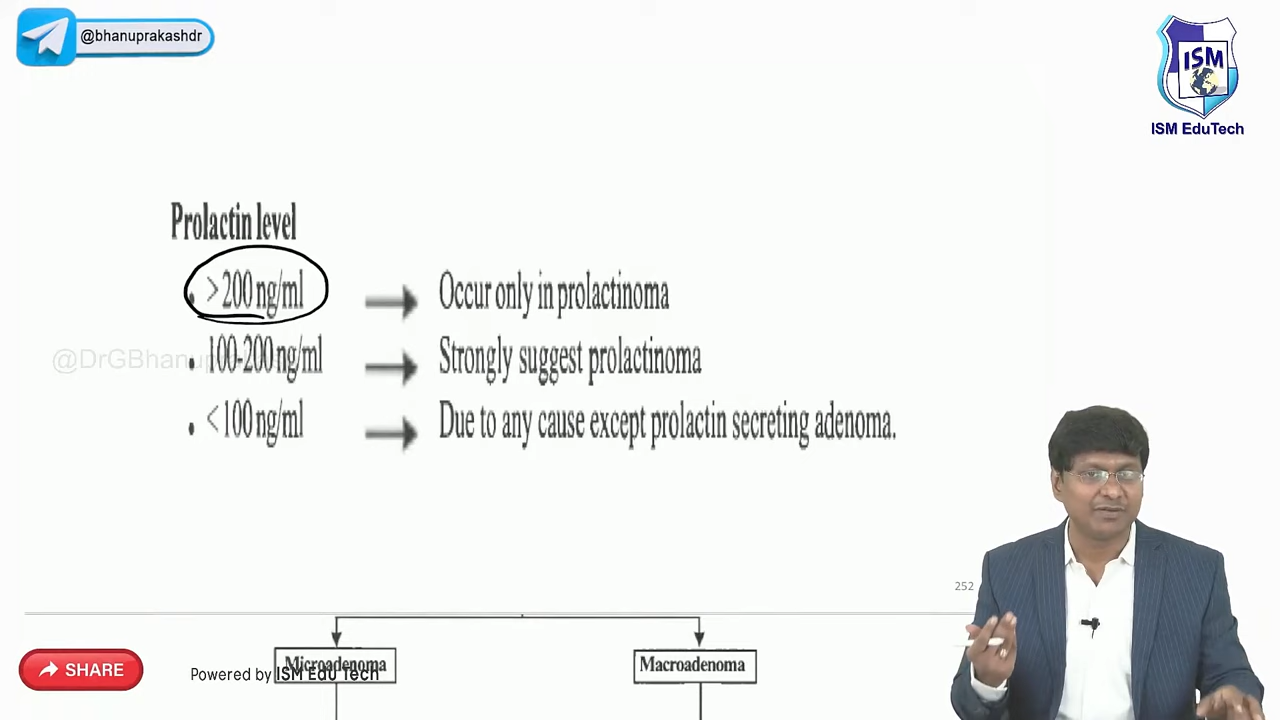 @bhanuprakashdr
ISM
ISM EduTech
Prolactin level
• >200 ng/ml → Occur only in prolactinoma
• 100-200 ng/ml → Strongly suggest prolactinoma
• <100 ng/ml → Due to any cause except prolactin secreting adenoma.
@DrGBhanuprak
252
Microadenoma
Macroadenoma
SHARE
Powered by ISM Edu Tech